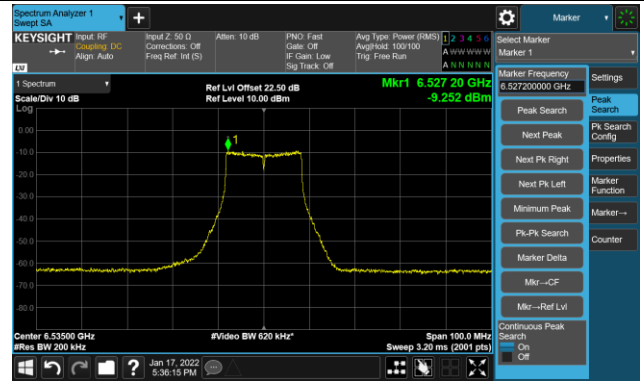 Spectrum Analyzer 1
Swept SA
Marker
KEYSIGHT
Input: RF
Coupling: DC
Align: Auto
Input Z: 50 Ω
Corrections: Off
Freq Ref: Int (S)
Atten: 10 dB
PNO: Fast
Gate: Off
IF Gain: Low
Sig Track: Off
Avg Type: Power (RMS)
Avg|Hold: 100/100
Trig: Free Run
1 2 3 4 5 6
A W W W W W
A N N N N N
LXI
Select Marker
Marker 1
1 Spectrum
Scale/Div 10 dB
Ref Lvl Offset 22.50 dB
Ref Level 10.00 dBm
Mkr1 6.527 20 GHz
-9.252 dBm
Log
0.00
-10.0
-20.0
-30.0
-40.0
-50.0
-60.0
-70.0
-80.0
1
Center 6.53500 GHz
#Res BW 200 kHz
#Video BW 620 kHz*
Span 100.0 MHz
Sweep 3.20 ms (2001 pts)
Marker Frequency
6.527200000 GHz
Peak Search
Next Peak
Next Pk Right
Next Pk Left
Minimum Peak
Pk-Pk Search
Marker Delta
Mkr→CF
Mkr→Ref Lvl
Continuous Peak
Search
On
Off
Settings
Peak
Search
Pk Search
Config
Properties
Marker
Function
Marker→
Counter
?
Jan 17, 2022
5:36:15 PM